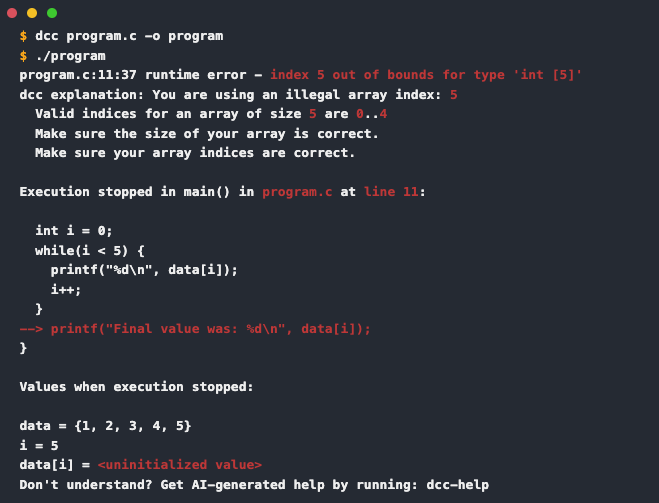 $ dcc program.c -o program
$ ./program
program.c:11:37 runtime error - index 5 out of bounds for type 'int [5]'
dcc explanation: You are using an illegal array index: 5
  Valid indices for an array of size 5 are 0..4
  Make sure the size of your array is correct.
  Make sure your array indices are correct.

Execution stopped in main() in program.c at line 11:

  int i = 0;
  while(i < 5) {
    printf("%d\n", data[i]);
    i++;
  }
--> printf("Final value was: %d\n", data[i]);
}

Values when execution stopped:

data = {1, 2, 3, 4, 5}
i = 5
data[i] = <uninitialized value>
Don't understand? Get AI-generated help by running: dcc-help